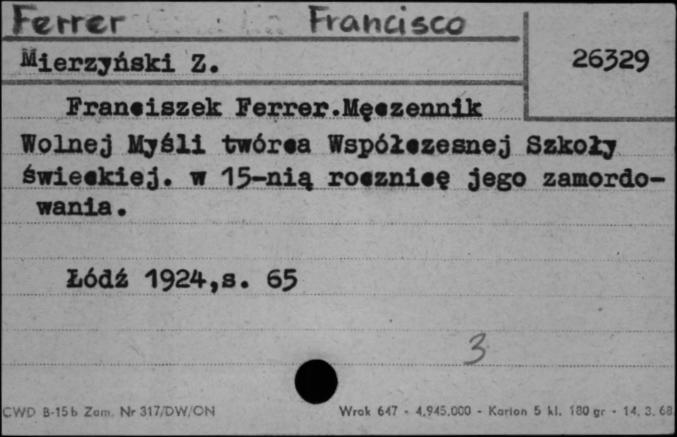 Ferrer Francisco
Mierzyński Z.
26329
Franciszek Ferrer.Męczennik
Wolnej Myśli twórca Współczesnej Szkoły
świeckiej. w 15-nią rocznicę jego zamordo-
wania.
Łódź 1924,s. 65
3
CWD B-15b Zam. Nr 317/DW/ON
Wrok 647 - 4.945.000 - Karton 5 kl. 180 gr - 14. 3. 68